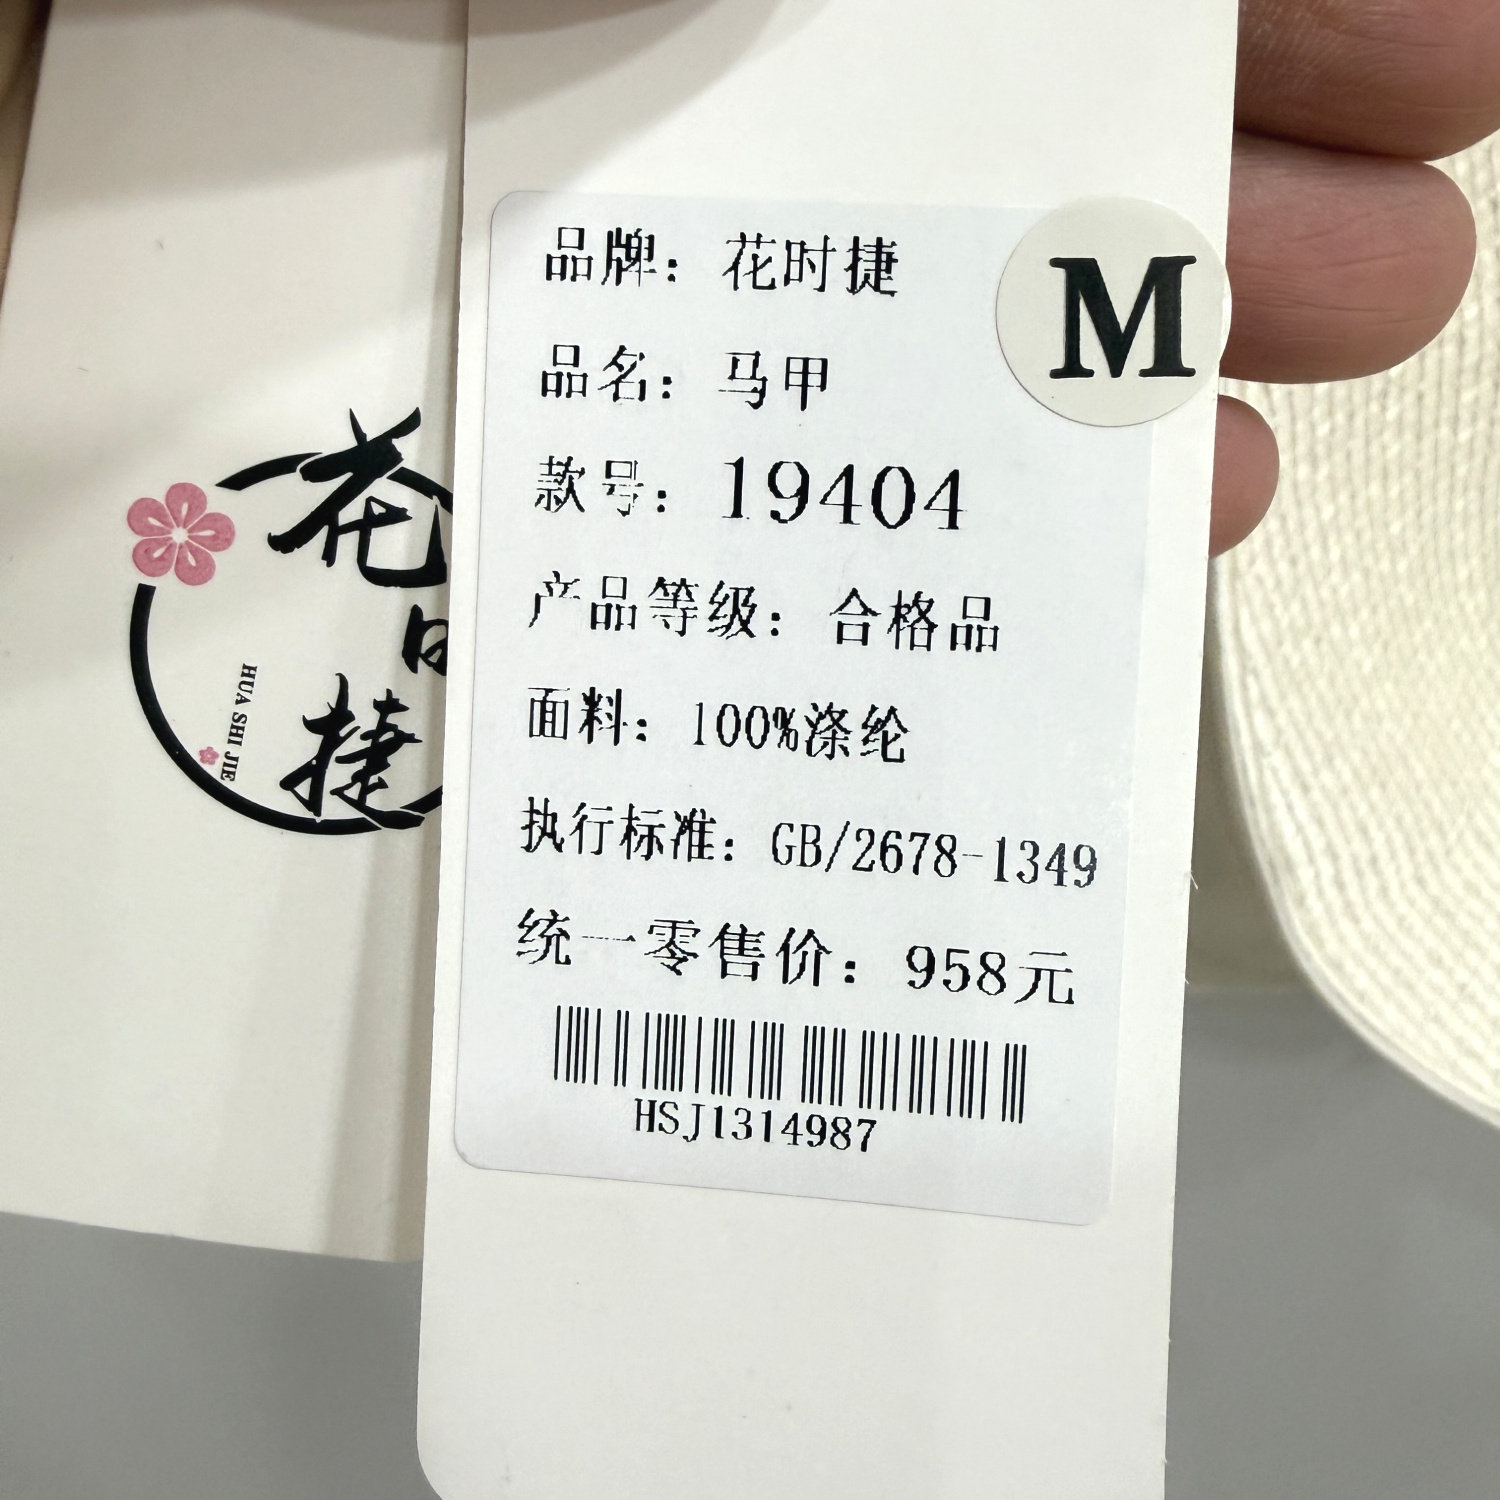 花
捷
HUA SHI JIE
品牌：花时捷
M
品名：马甲
款号：19404
产品等级：合格品
面料：100%涤纶
执行标准：GB/2678-1349
统一零售价：958元
HSJ1314987